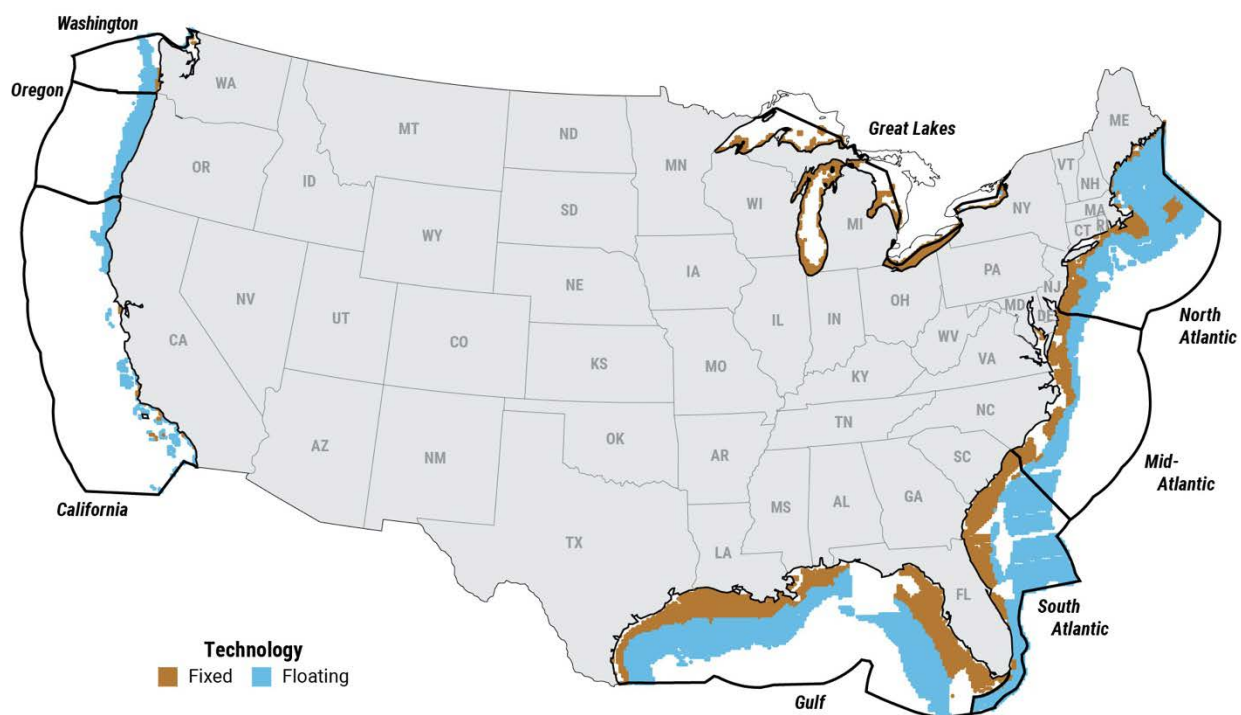 Washington
Oregon
WA
MT
ND
MN
Great Lakes
ME
VT
NH
OR
ID
SD
WI
MI
NY
MA
RI
CT
WY
IA
PA
NJ
NE
OH
MD
DE
NV
UT
CO
IL
IN
WV
VA
North
Atlantic
CA
KS
MO
KY
NC
TN
AZ
NM
OK
AR
SC
Mid-
Atlantic
California
MS
AL
GA
TX
LA
FL
South
Atlantic
Technology
Fixed
Floating
Gulf